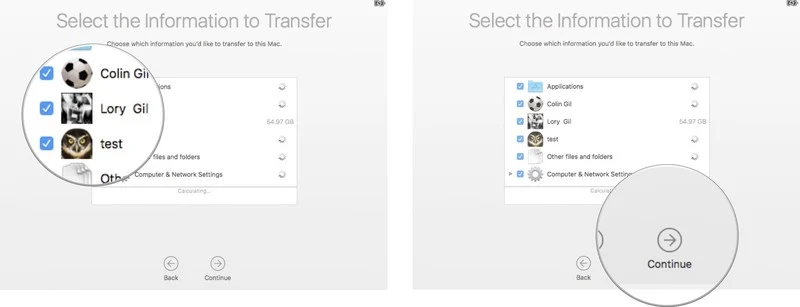 Select the Information to Transfer
Choose which information you'd like to transfer to this Mac.
Colin Gil
Lory Gil
54.97 GB
test
Other files and folders
Computer & Network Settings
Calculating...
Back
Continue
Select the Information to Transfer
Choose which information you'd like to transfer to this Mac.
Applications
Colin Gil
Lory Gil
54.97 GB
test
Other files and folders
Computer & Network Settings
Back
Continue